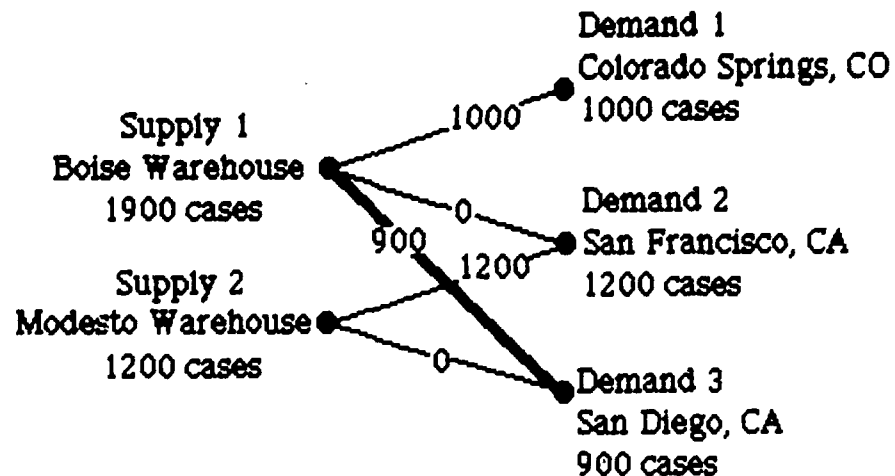 Demand 1
Colorado Springs, CO
1000 cases
1000
Supply 1
Boise Warehouse
1900 cases
0
900
Demand 2
San Francisco, CA
1200 cases
1200
Supply 2
Modesto Warehouse
1200 cases
0
Demand 3
San Diego, CA
900 cases